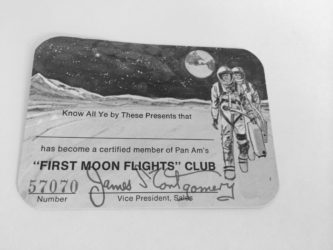 Know All Ye by These Presents that
has become a certified member of Pan Am's
"FIRST MOON FLIGHTS" CLUB
57070 James Montgomery
Number Vice President, Sales